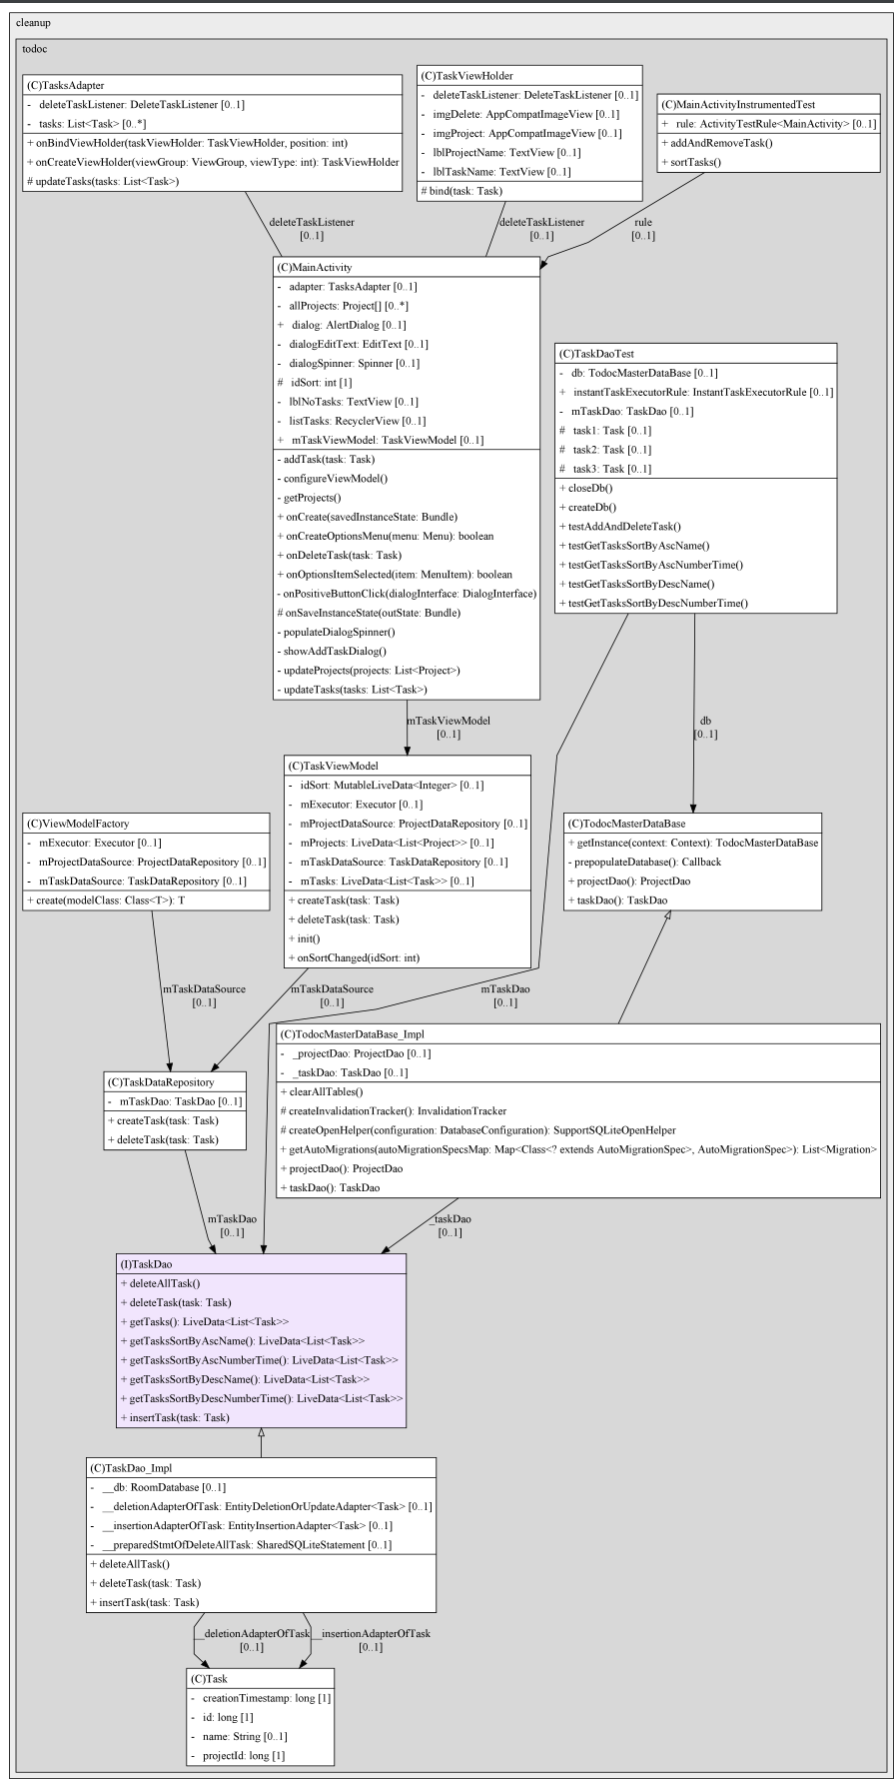 cleanup
todoc
(C)TasksAdapter
- deleteTaskListener: DeleteTaskListener [0..1]
- tasks: List<Task> [0..*]
+ onBindViewHolder(taskViewHolder: TaskViewHolder, position: int)
+ onCreateViewHolder(viewGroup: ViewGroup, viewType: int): TaskViewHolder
# updateTasks(tasks: List<Task>)
(C)TaskViewHolder
- deleteTaskListener: DeleteTaskListener [0..1]
- imgDelete: AppCompatImageView [0..1]
- imgProject: AppCompatImageView [0..1]
- lblProjectName: TextView [0..1]
- lblTaskName: TextView [0..1]
# bind(task: Task)
(C)MainActivityInstrumentedTest
+ rule: ActivityTestRule<MainActivity> [0..1]
+ addAndRemoveTask()
+ sortTasks()
deleteTaskListener
[0..1]
deleteTaskListener
[0..1]
rule
[0..1]
(C)MainActivity
- adapter: TasksAdapter [0..1]
- allProjects: Project[] [0..*]
+ dialog: AlertDialog [0..1]
- dialogEditText: EditText [0..1]
- dialogSpinner: Spinner [0..1]
# idSort: int [1]
- lblNoTasks: TextView [0..1]
- listTasks: RecyclerView [0..1]
+ mTaskViewModel: TaskViewModel [0..1]
- addTask(task: Task)
- configureViewModel()
- getProjects()
+ onCreate(savedInstanceState: Bundle)
+ onCreateOptionsMenu(menu: Menu): boolean
+ onDeleteTask(task: Task)
+ onOptionsItemSelected(item: MenuItem): boolean
- onPositiveButtonClick(dialogInterface: DialogInterface)
# onSaveInstanceState(outState: Bundle)
- populateDialogSpinner()
- showAddTaskDialog()
- updateProjects(projects: List<Project>)
- updateTasks(tasks: List<Task>)
(C)TaskDaoTest
- db: TodocMasterDataBase [0..1]
+ instantTaskExecutorRule: InstantTaskExecutorRule [0..1]
- mTaskDao: TaskDao [0..1]
# task1: Task [0..1]
# task2: Task [0..1]
# task3: Task [0..1]
+ closeDb()
+ createDb()
+ testAddAndDeleteTask()
+ testGetTasksSortByAscName()
+ testGetTasksSortByAscNumberTime()
+ testGetTasksSortByDescName()
+ testGetTasksSortByDescNumberTime()
mTaskViewModel
[0..1]
db
[0..1]
(C)TaskViewModel
- idSort: MutableLiveData<Integer> [0..1]
- mExecutor: Executor [0..1]
- mProjectDataSource: ProjectDataRepository [0..1]
- mProjects: LiveData<List<Project>> [0..1]
- mTaskDataSource: TaskDataRepository [0..1]
- mTasks: LiveData<List<Task>> [0..1]
+ createTask(task: Task)
+ deleteTask(task: Task)
+ init()
+ onSortChanged(idSort: int)
(C)ViewModelFactory
- mExecutor: Executor [0..1]
- mProjectDataSource: ProjectDataRepository [0..1]
- mTaskDataSource: TaskDataRepository [0..1]
+ create(modelClass: Class<T>): T
(C)TodocMasterDataBase
+ getInstance(context: Context): TodocMasterDataBase
- prepopulateDatabase(): Callback
+ projectDao(): ProjectDao
+ taskDao(): TaskDao
mTaskDataSource
[0..1]
mTaskDataSource
[0..1]
mTaskDao
[0..1]
(C)TodocMasterDataBase_Impl
- _projectDao: ProjectDao [0..1]
- _taskDao: TaskDao [0..1]
+ clearAllTables()
# createInvalidationTracker(): InvalidationTracker
# createOpenHelper(configuration: DatabaseConfiguration): SupportSQLiteOpenHelper
+ getAutoMigrations(autoMigrationSpecsMap: Map<Class<? extends AutoMigrationSpec>, AutoMigrationSpec>): List<Migration>
+ projectDao(): ProjectDao
+ taskDao(): TaskDao
(C)TaskDataRepository
- mTaskDao: TaskDao [0..1]
+ createTask(task: Task)
+ deleteTask(task: Task)
mTaskDao
[0..1]
_taskDao
[0..1]
(I)TaskDao
+ deleteAllTask()
+ deleteTask(task: Task)
+ getTasks(): LiveData<List<Task>>
+ getTasksSortByAscName(): LiveData<List<Task>>
+ getTasksSortByAscNumberTime(): LiveData<List<Task>>
+ getTasksSortByDescName(): LiveData<List<Task>>
+ getTasksSortByDescNumberTime(): LiveData<List<Task>>
+ insertTask(task: Task)
(C)TaskDao_Impl
- __db: RoomDatabase [0..1]
- __deletionAdapterOfTask: EntityDeletionOrUpdateAdapter<Task> [0..1]
- __insertionAdapterOfTask: EntityInsertionAdapter<Task> [0..1]
- __preparedStmtOfDeleteAllTask: SharedSQLiteStatement [0..1]
+ deleteAllTask()
+ deleteTask(task: Task)
+ insertTask(task: Task)
__deletionAdapterOfTask
[0..1]
__insertionAdapterOfTask
[0..1]
(C)Task
- creationTimestamp: long [1]
- id: long [1]
- name: String [0..1]
- projectId: long [1]